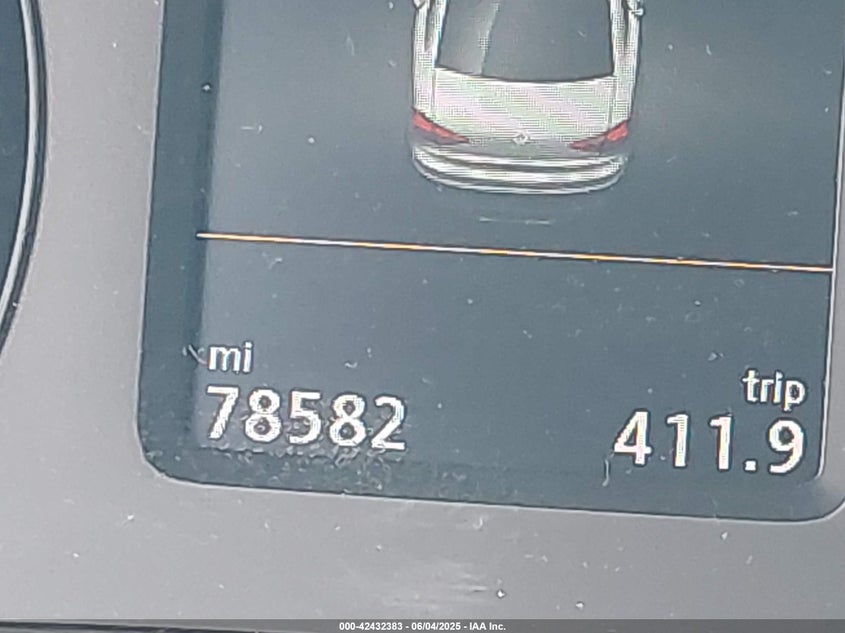 mi
78582
trip
411.9
000-42432383 - 06/04/2025 - IAA Inc.